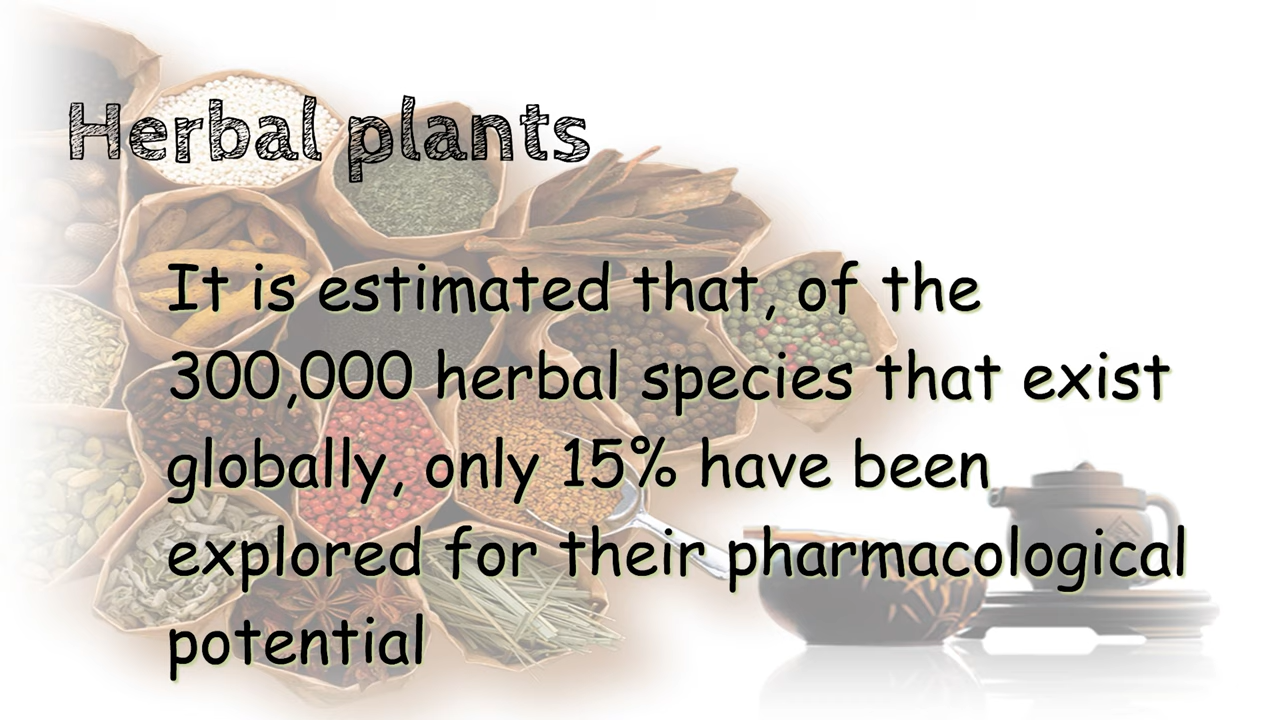 Herbal plants
It is estimated that, of the
300,000 herbal species that exist
globally, only 15% have been
explored for their pharmacological
potential